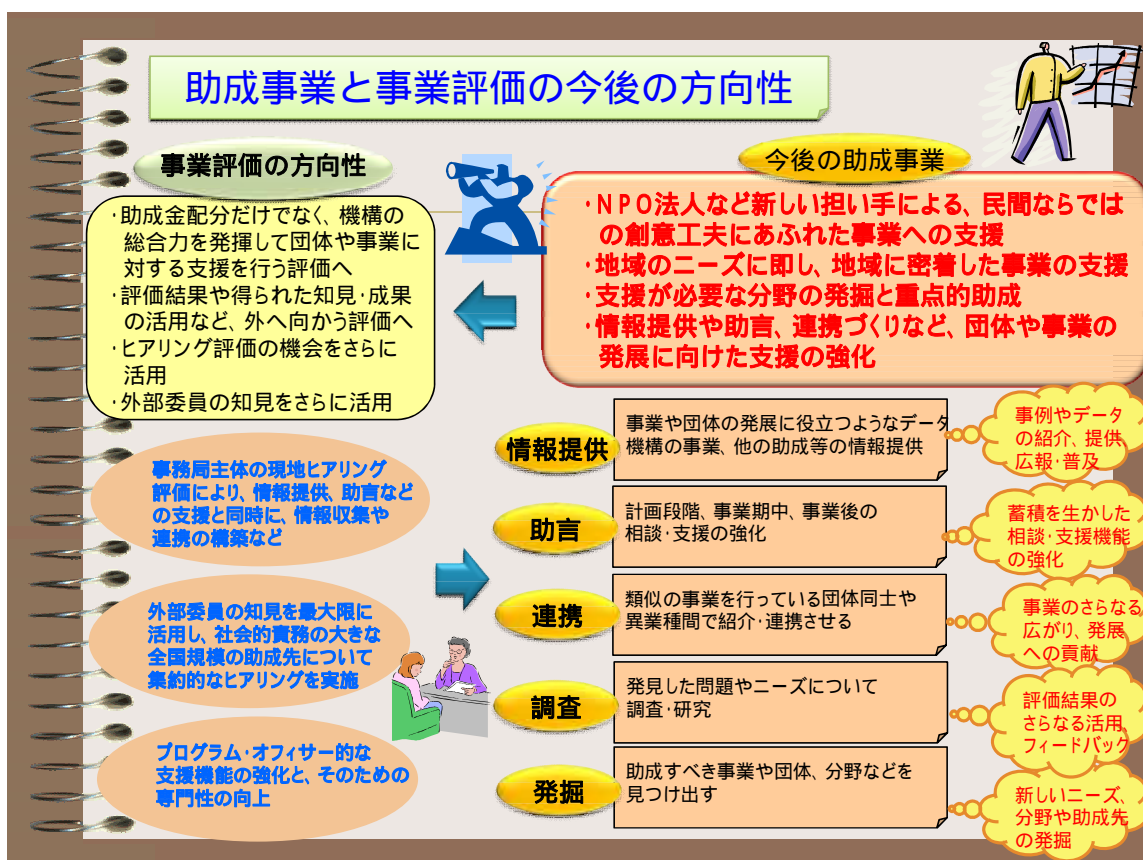 助成事業と事業評価の今後の方向性
事業評価の方向性
・助成金配分だけでなく、機構の
総合力を発揮して団体や事業に
対する支援を行う評価へ
・評価結果や得られた知見・成果
の活用など、外へ向かう評価へ
・ヒアリング評価の機会をさらに
活用
・外部委員の知見をさらに活用
今後の助成事業
・NPO法人など新しい担い手による、民間ならでは
の創意工夫にあふれた事業への支援
・地域のニーズに即し、地域に密着した事業の支援
・支援が必要な分野の発掘と重点的助成
・情報提供や助言、連携づくりなど、団体や事業の
発展に向けた支援の強化
事務局主体の現地ヒアリング
評価により、情報提供、助言など
の支援と同時に、情報収集や
連携の構築など
外部委員の知見を最大限に
活用し、社会的責務の大きな
全国規模の助成先について
集約的なヒアリングを実施
プログラム・オフィサー的な
支援機能の強化と、そのための
専門性の向上
情報提供
事業や団体の発展に役立つようなデータ
機構の事業、他の助成等の情報提供
事例やデータ
の紹介、提供、
広報・普及
助言
計画段階、事業期中、事業後の
相談・支援の強化
蓄積を生かした
相談・支援機能
の強化
連携
類似の事業を行っている団体同士や
異業種間で紹介・連携させる
事業のさらなる
広がり、発展
への貢献
調査
発見した問題やニーズについて
調査・研究
評価結果の
さらなる活用、
フィードバック
発掘
助成すべき事業や団体、分野などを
見つけ出す
新しいニーズ、
分野や助成先
の発掘